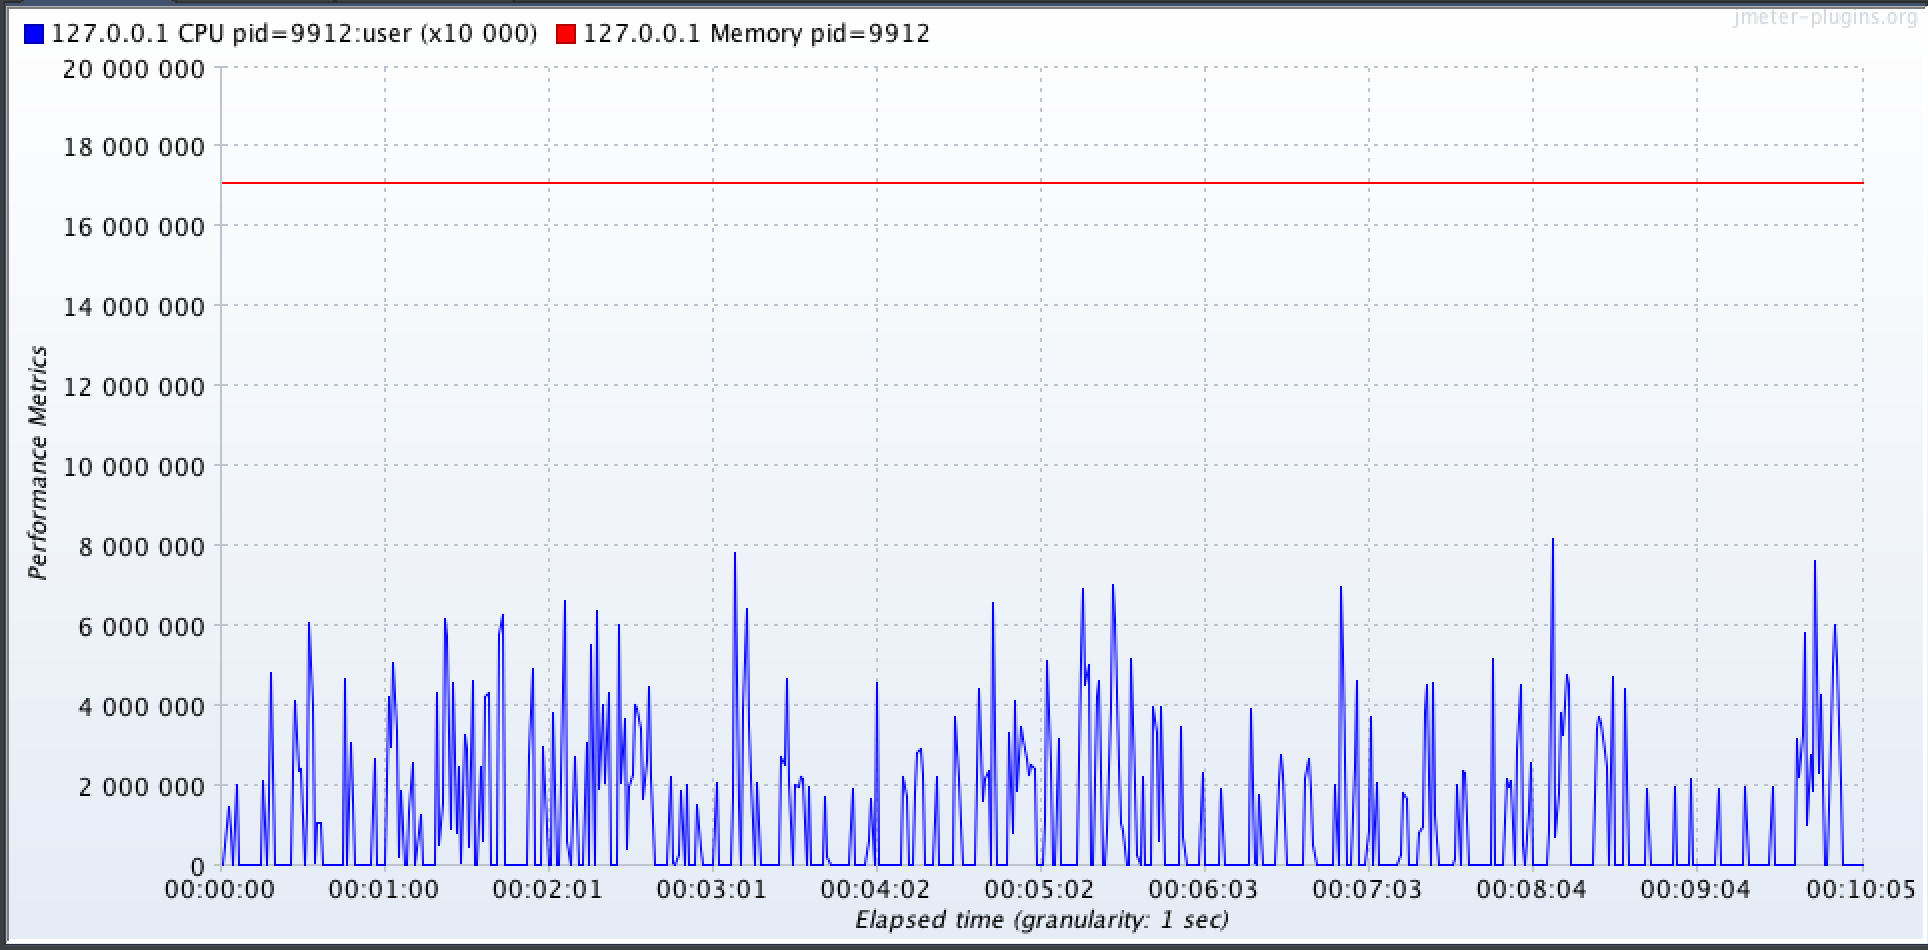 jmeter-plugins.org
127.0.0.1 CPU pid=9912:user (x10 000) 127.0.0.1 Memory pid=9912
20 000 000
18 000 000
16 000 000
14 000 000
12 000 000
10 000 000
8 000 000
6 000 000
4 000 000
2 000 000
0
Performance Metrics
00:00:00 00:01:00 00:02:01 00:03:01 00:04:02 00:05:02 00:06:03 00:07:03 00:08:04 00:09:04 00:10:05
Elapsed time (granularity: 1 sec)